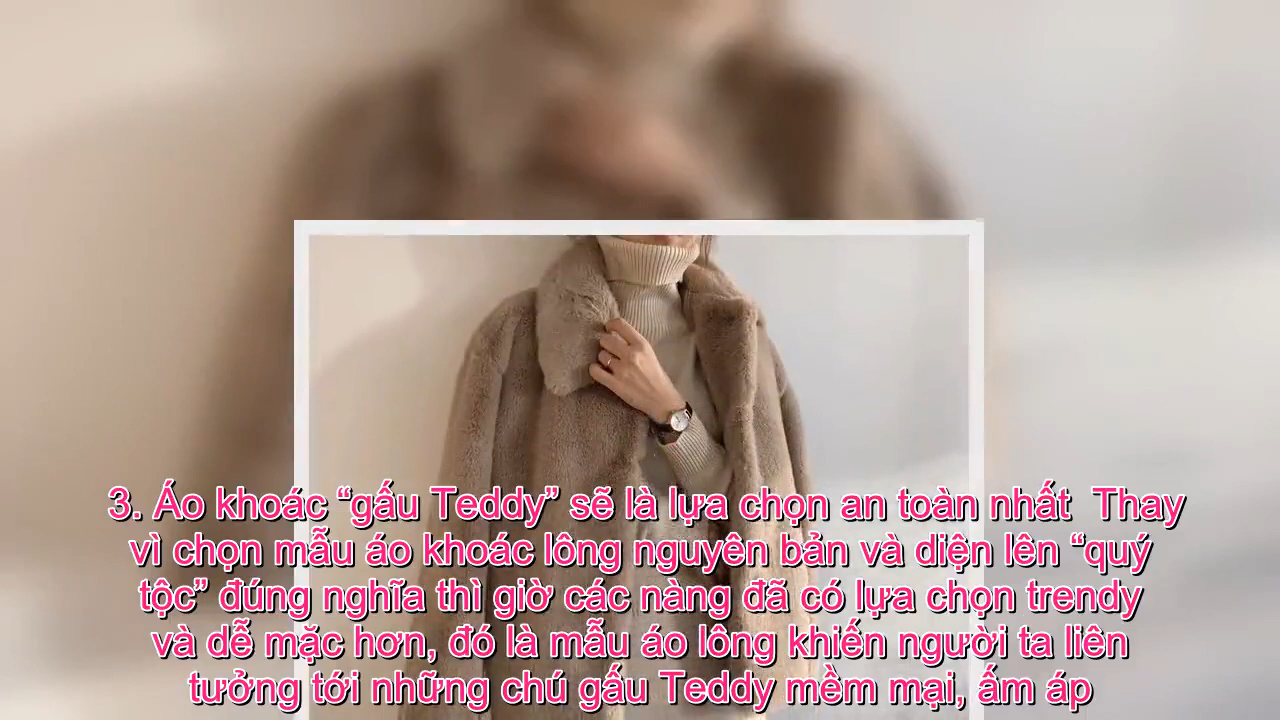 3. Áo khoác “gấu Teddy” sẽ là lựa chọn an toàn nhất  Thay
vì chọn mẫu áo khoác lông nguyên bản và diện lên “quý
tộc” đúng nghĩa thì giờ các nàng đã có lựa chọn trendy
và dễ mặc hơn, đó là mẫu áo lông khiến người ta liên
tưởng tới những chú gấu Teddy mềm mại, ấm áp